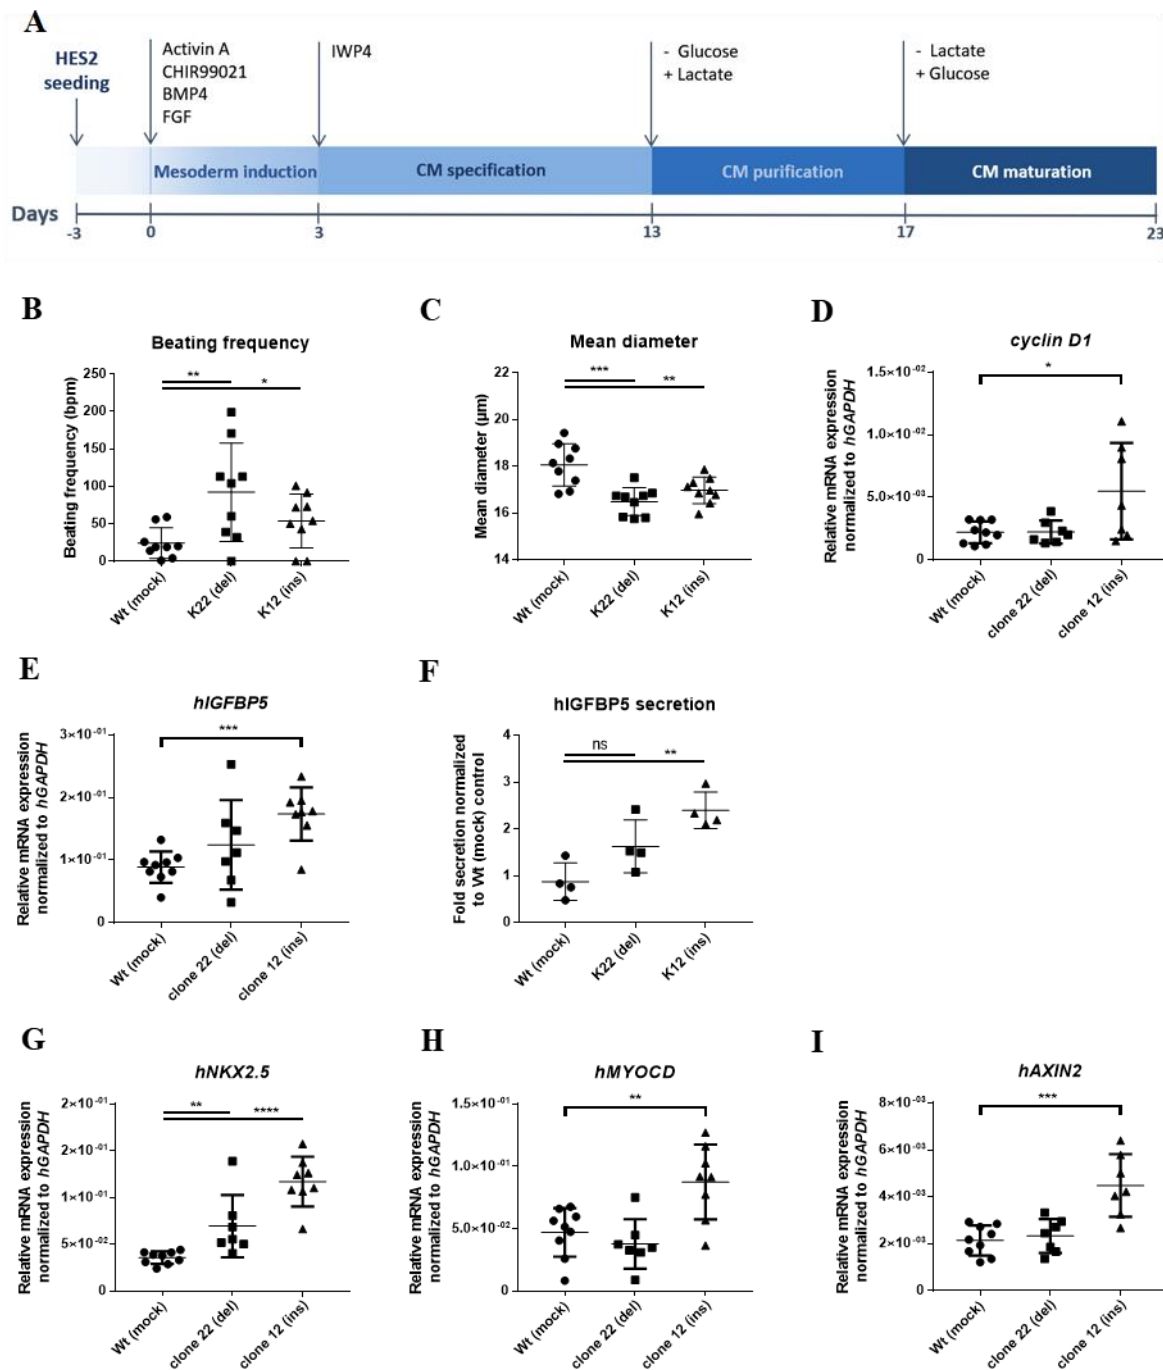 A
HES2
seeding
Activin A
CHIR99021
BMP4
FGF
IWP4
- Glucose
+ Lactate
- Lactate
+ Glucose
Mesoderm induction
CM specification
CM purification
CM maturation
Days
-3
0
3
13
17
23
B
Beating frequency
Beating frequency (bpm)
250
200
150
100
50
0
**
*
Wt (mock)
K22 (del)
K12 (ins)
C
Mean diameter
Mean diameter (µm)
22
20
18
16
14
***
**
Wt (mock)
K22 (del)
K12 (ins)
D
cyclin D1
Relative mRNA expression
normalized to hGAPDH
1.5×10⁻⁰²
1.0×10⁻⁰²
5.0×10⁻⁰³
0
*
Wt (mock)
clone 22 (del)
clone 12 (ins)
E
hIGFBP5
Relative mRNA expression
normalized to hGAPDH
3×10⁻⁰¹
2×10⁻⁰¹
1×10⁻⁰¹
0
***
Wt (mock)
clone 22 (del)
clone 12 (ins)
F
hIGFBP5 secretion
Fold secretion normalized
to Wt (mock) control
4
3
2
1
0
ns
**
Wt (mock)
K22 (del)
K12 (ins)
G
hNKX2.5
Relative mRNA expression
normalized to hGAPDH
2×10⁻⁰¹
2×10⁻⁰¹
1×10⁻⁰¹
5×10⁻⁰²
0
**
****
Wt (mock)
clone 22 (del)
clone 12 (ins)
H
hMYOCD
Relative mRNA expression
normalized to hGAPDH
1.5×10⁻⁰¹
1.0×10⁻⁰¹
5.0×10⁻⁰²
0
**
Wt (mock)
clone 22 (del)
clone 12 (ins)
I
hAXIN2
Relative mRNA expression
normalized to hGAPDH
8×10⁻⁰³
6×10⁻⁰³
4×10⁻⁰³
2×10⁻⁰³
0
***
Wt (mock)
clone 22 (del)
clone 12 (ins)